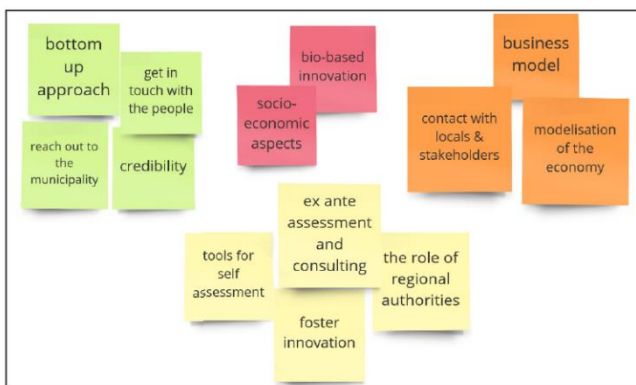 bottom
up
approach
get in
touch with
the people
reach out to
the
municipality
credibility
bio-based
innovation
socio-
economic
aspects
business
model
contact with
locals &
stakeholders
modelisation
of the
economy
ex ante
assessment
and
consulting
tools for
self
assessment
the role of
regional
authorities
foster
innovation